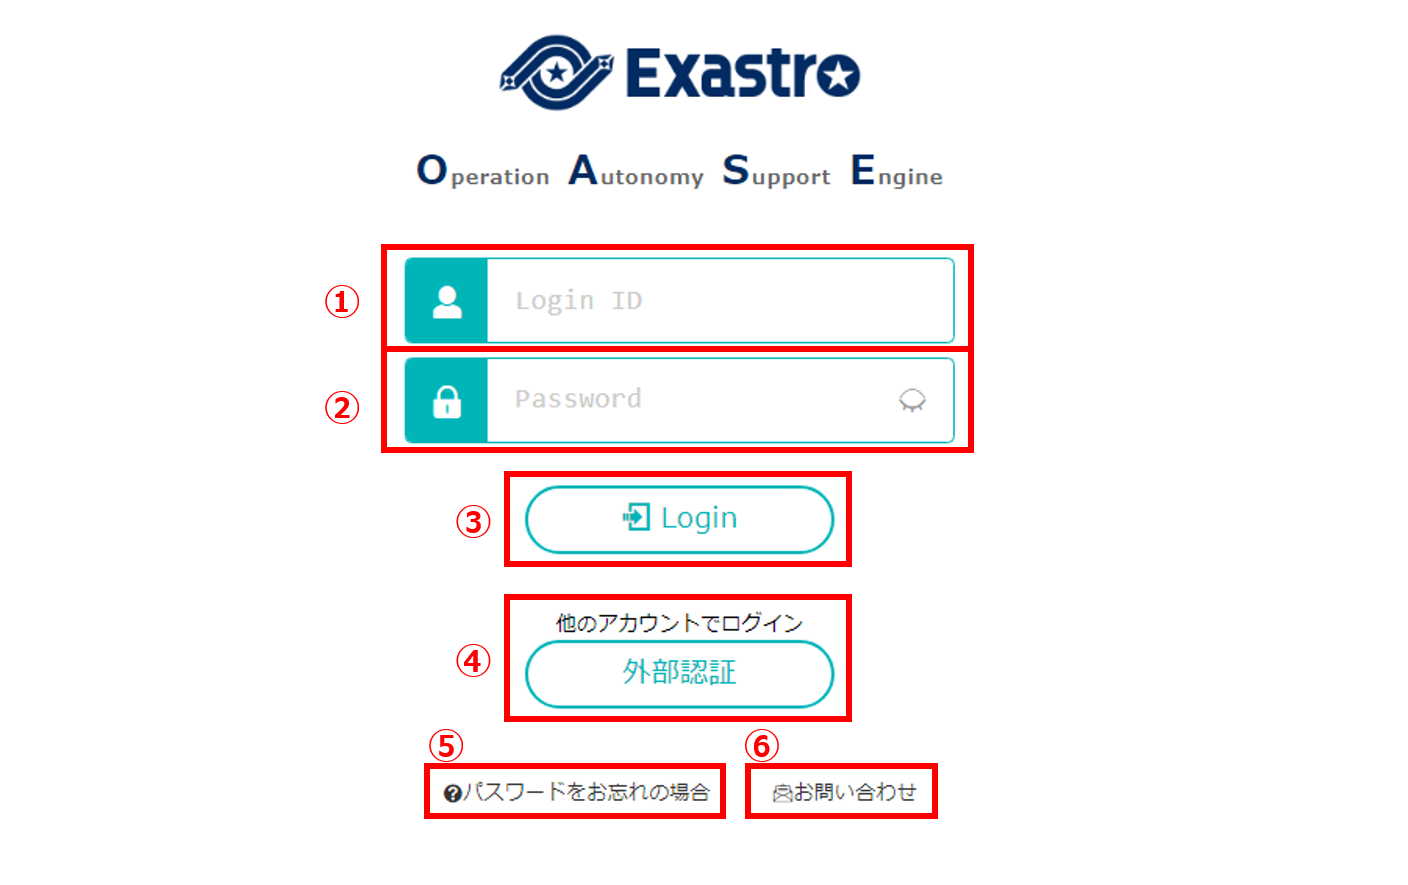 Exastro
Operation Autonomy Support Engine
① Login ID
② Password
③ Login
他のアカウントでログイン
④ 外部認証
⑤ ⑥
?パスワードをお忘れの場合 お問い合わせ